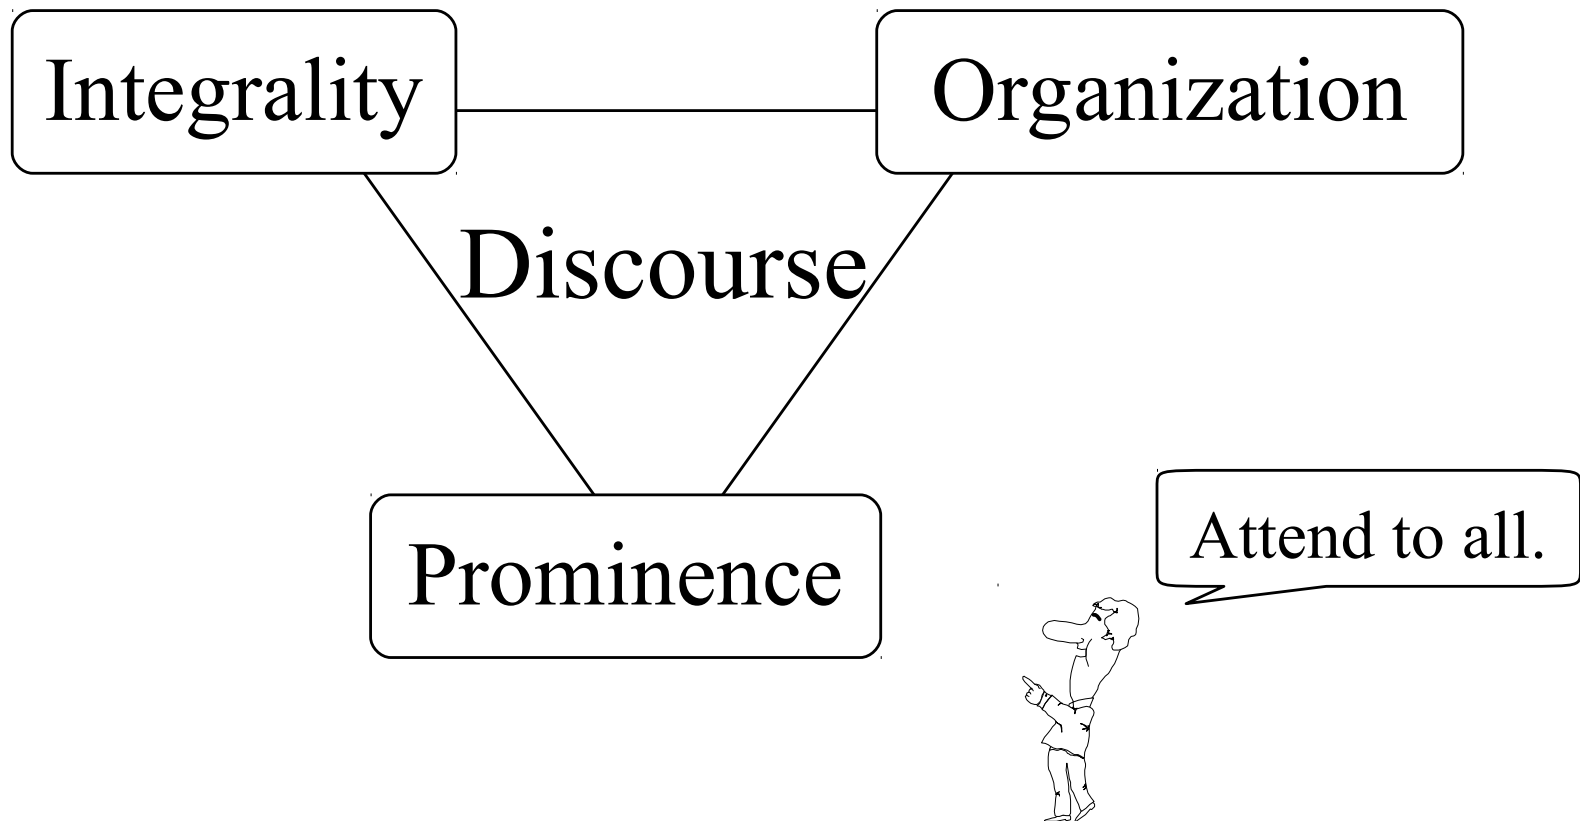 Integrality
Organization
Discourse
Prominence
Attend to all.